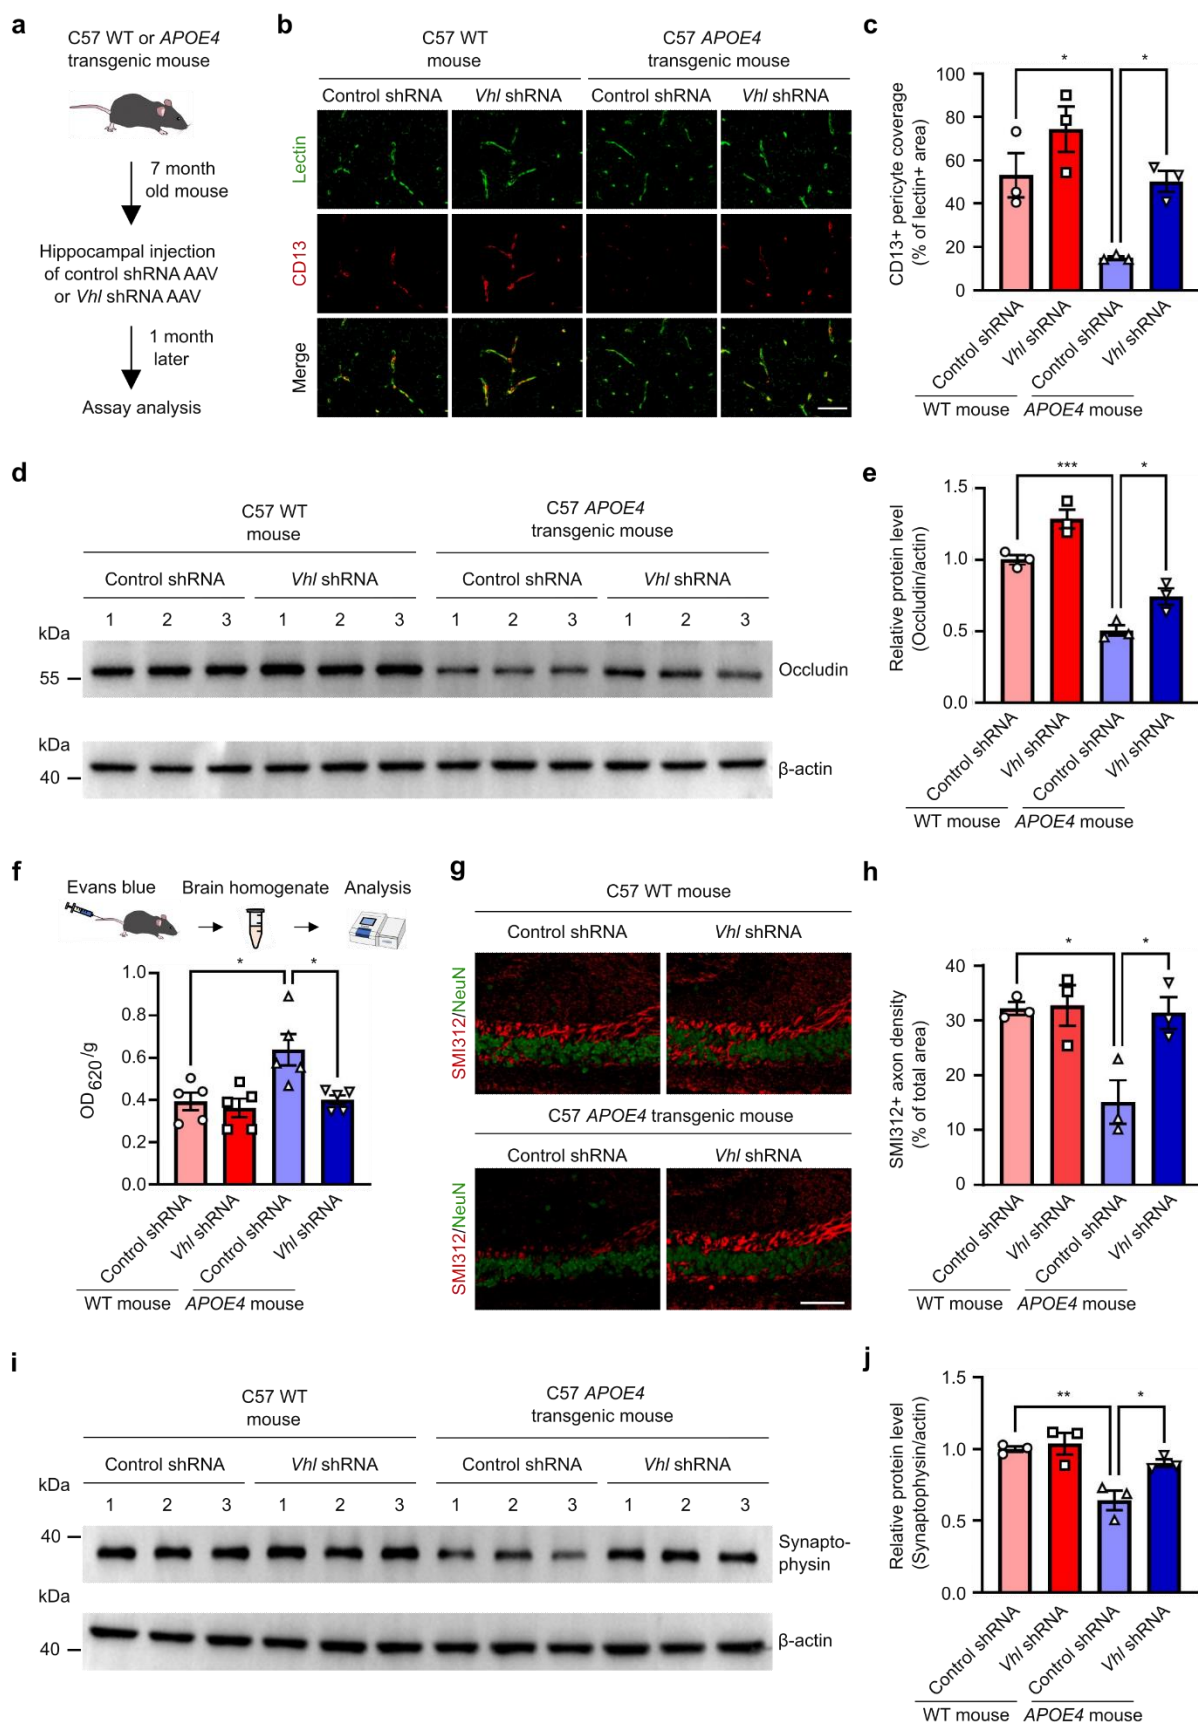 a
C57 WT or APOE4
transgenic mouse
7 month
old mouse
Hippocampal injection
of control shRNA AAV
or Vhl shRNA AAV
1 month
later
Assay analysis
b
C57 WT
mouse
C57 APOE4
transgenic mouse
Control shRNA
Vhl shRNA
Control shRNA
Vhl shRNA
Lectin
CD13
Merge
c
CD13+ pericyte coverage
(% of lectin+ area)
100
80
60
40
20
0
*
*
Control shRNA
Vhl shRNA
Control shRNA
Vhl shRNA
WT mouse
APOE4 mouse
d
C57 WT
mouse
C57 APOE4
transgenic mouse
Control shRNA
Vhl shRNA
Control shRNA
Vhl shRNA
1 2 3 1 2 3 1 2 3 1 2 3
kDa
55
Occludin
kDa
40
β-actin
e
Relative protein level
(Occludin/actin)
1.5
1.0
0.5
0.0
***
*
Control shRNA
Vhl shRNA
Control shRNA
Vhl shRNA
WT mouse
APOE4 mouse
f
Evans blue
Brain homogenate
Analysis
OD620/g
1.0
0.8
0.6
0.4
0.2
0.0
*
*
Control shRNA
Vhl shRNA
Control shRNA
Vhl shRNA
WT mouse
APOE4 mouse
g
C57 WT mouse
Control shRNA
Vhl shRNA
SMI312/NeuN
C57 APOE4 transgenic mouse
Control shRNA
Vhl shRNA
SMI312/NeuN
h
SMI312+ axon density
(% of total area)
40
30
20
10
0
*
*
Control shRNA
Vhl shRNA
Control shRNA
Vhl shRNA
WT mouse
APOE4 mouse
i
C57 WT
mouse
C57 APOE4
transgenic mouse
Control shRNA
Vhl shRNA
Control shRNA
Vhl shRNA
kDa
1 2 3 1 2 3 1 2 3 1 2 3
40
Synapto-
physin
kDa
40
β-actin
j
Relative protein level
(Synaptophysin/actin)
1.5
1.0
0.5
0.0
**
*
Control shRNA
Vhl shRNA
Control shRNA
Vhl shRNA
WT mouse
APOE4 mouse